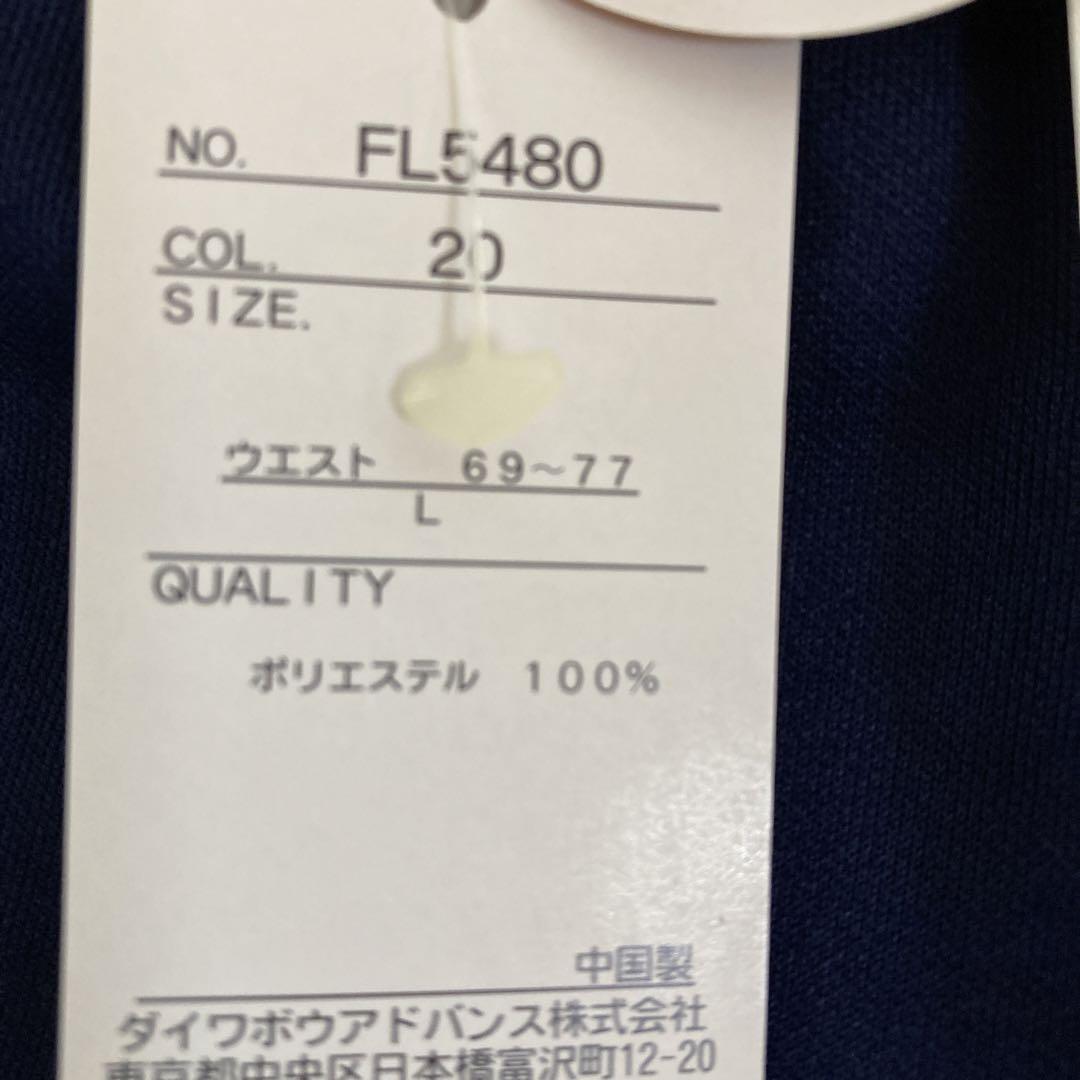 NO. FL5480
COL. 20
SIZE.
ウエスト 69～77
L
QUALITY
ポリエステル 100%
中国製
ダイワボウアドバンス株式会社
東京都中央区日本橋富沢町12-20